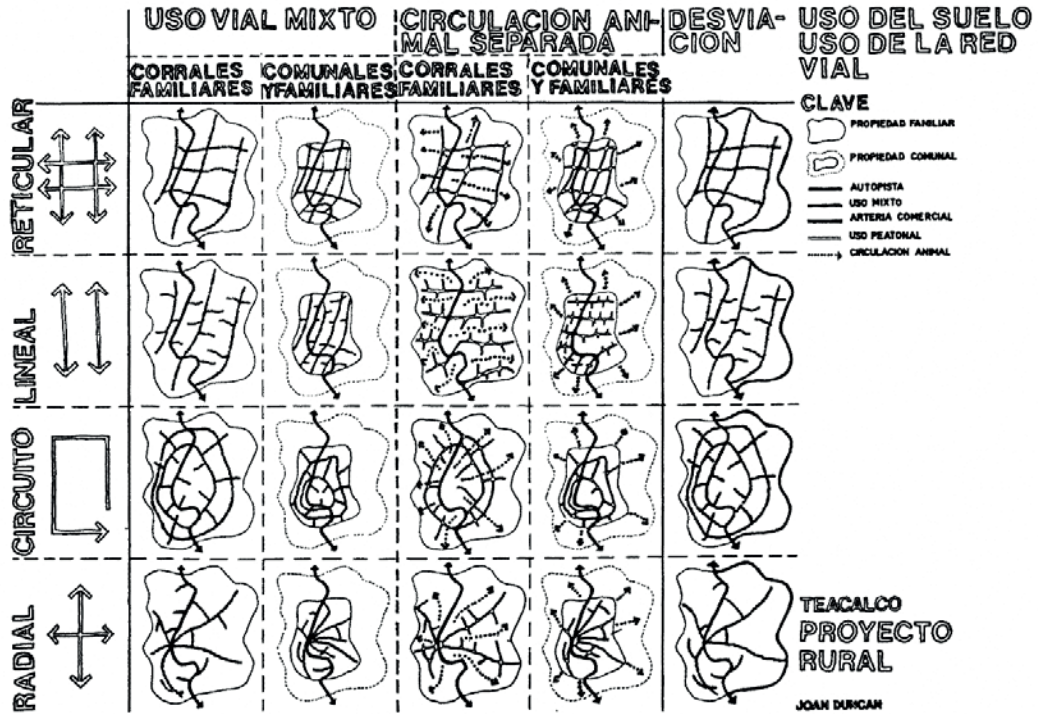 USO VIAL MIXTO
CIRCULACION ANI-
MAL SEPARADA
DESVIA-
CION
USO DEL SUELO
USO DE LA RED
VIAL
CORRALES
FAMILIARES
COMUNALES
Y FAMILIARES
CORRALES
FAMILIARES
COMUNALES
Y FAMILIARES
CLAVE
PROPIEDAD FAMILIAR
PROPIEDAD COMUNAL
AUTOPISTA
USO MIXTO
ARTERIA COMERCIAL
USO PEATONAL
CIRCULACION ANIMAL
RETICULAR
LINEAL
CIRCUITO
RADIAL
TEACALCO
PROYECTO
RURAL
JOAN DUNCAN